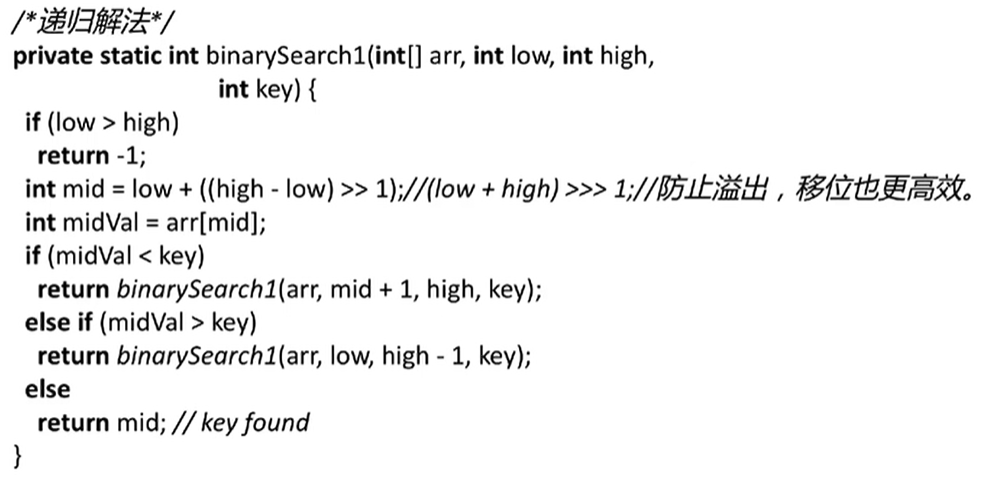 /*递归解法*/
private static int binarySearch1(int[] arr, int low, int high,
int key) {
if (low > high)
return -1;
int mid = low + ((high - low) >> 1);//(low + high) >>> 1;//防止溢出，移位也更高效。
int midVal = arr[mid];
if (midVal < key)
return binarySearch1(arr, mid + 1, high, key);
else if (midVal > key)
return binarySearch1(arr, low, high - 1, key);
else
return mid; // key found
}